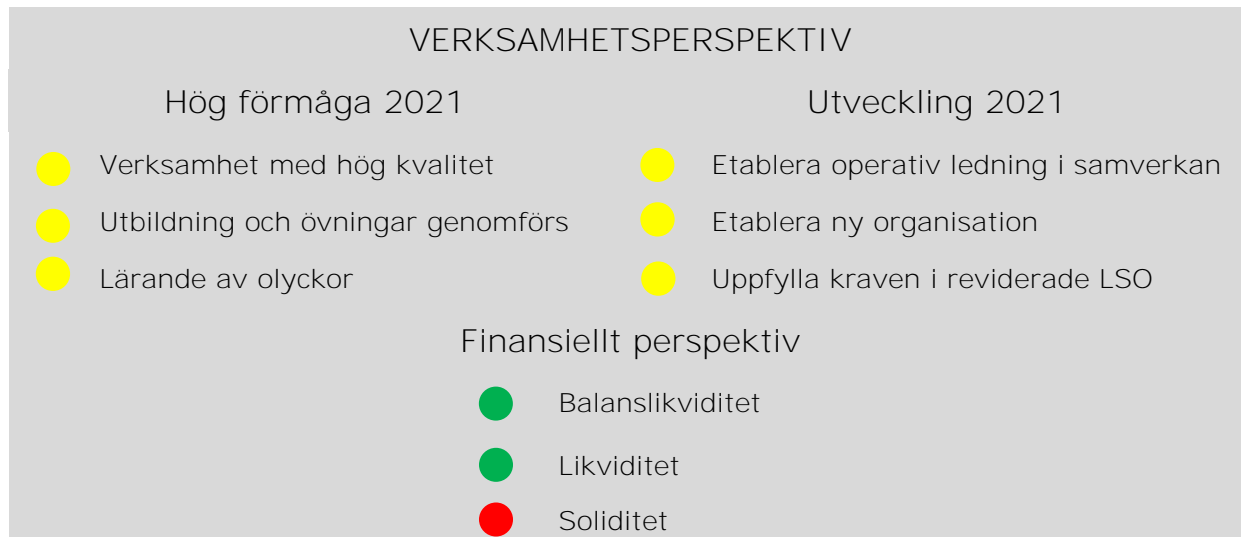 VERKSAMHETSPERSPEKTIV
Hög förmåga 2021
Verksamhet med hög kvalitet
Utbildning och övningar genomförs
Lärande av olyckor
Utveckling 2021
Etablera operativ ledning i samverkan
Etablera ny organisation
Uppfylla kraven i reviderade LSO
Finansiellt perspektiv
Balanslikviditet
Likviditet
Soliditet